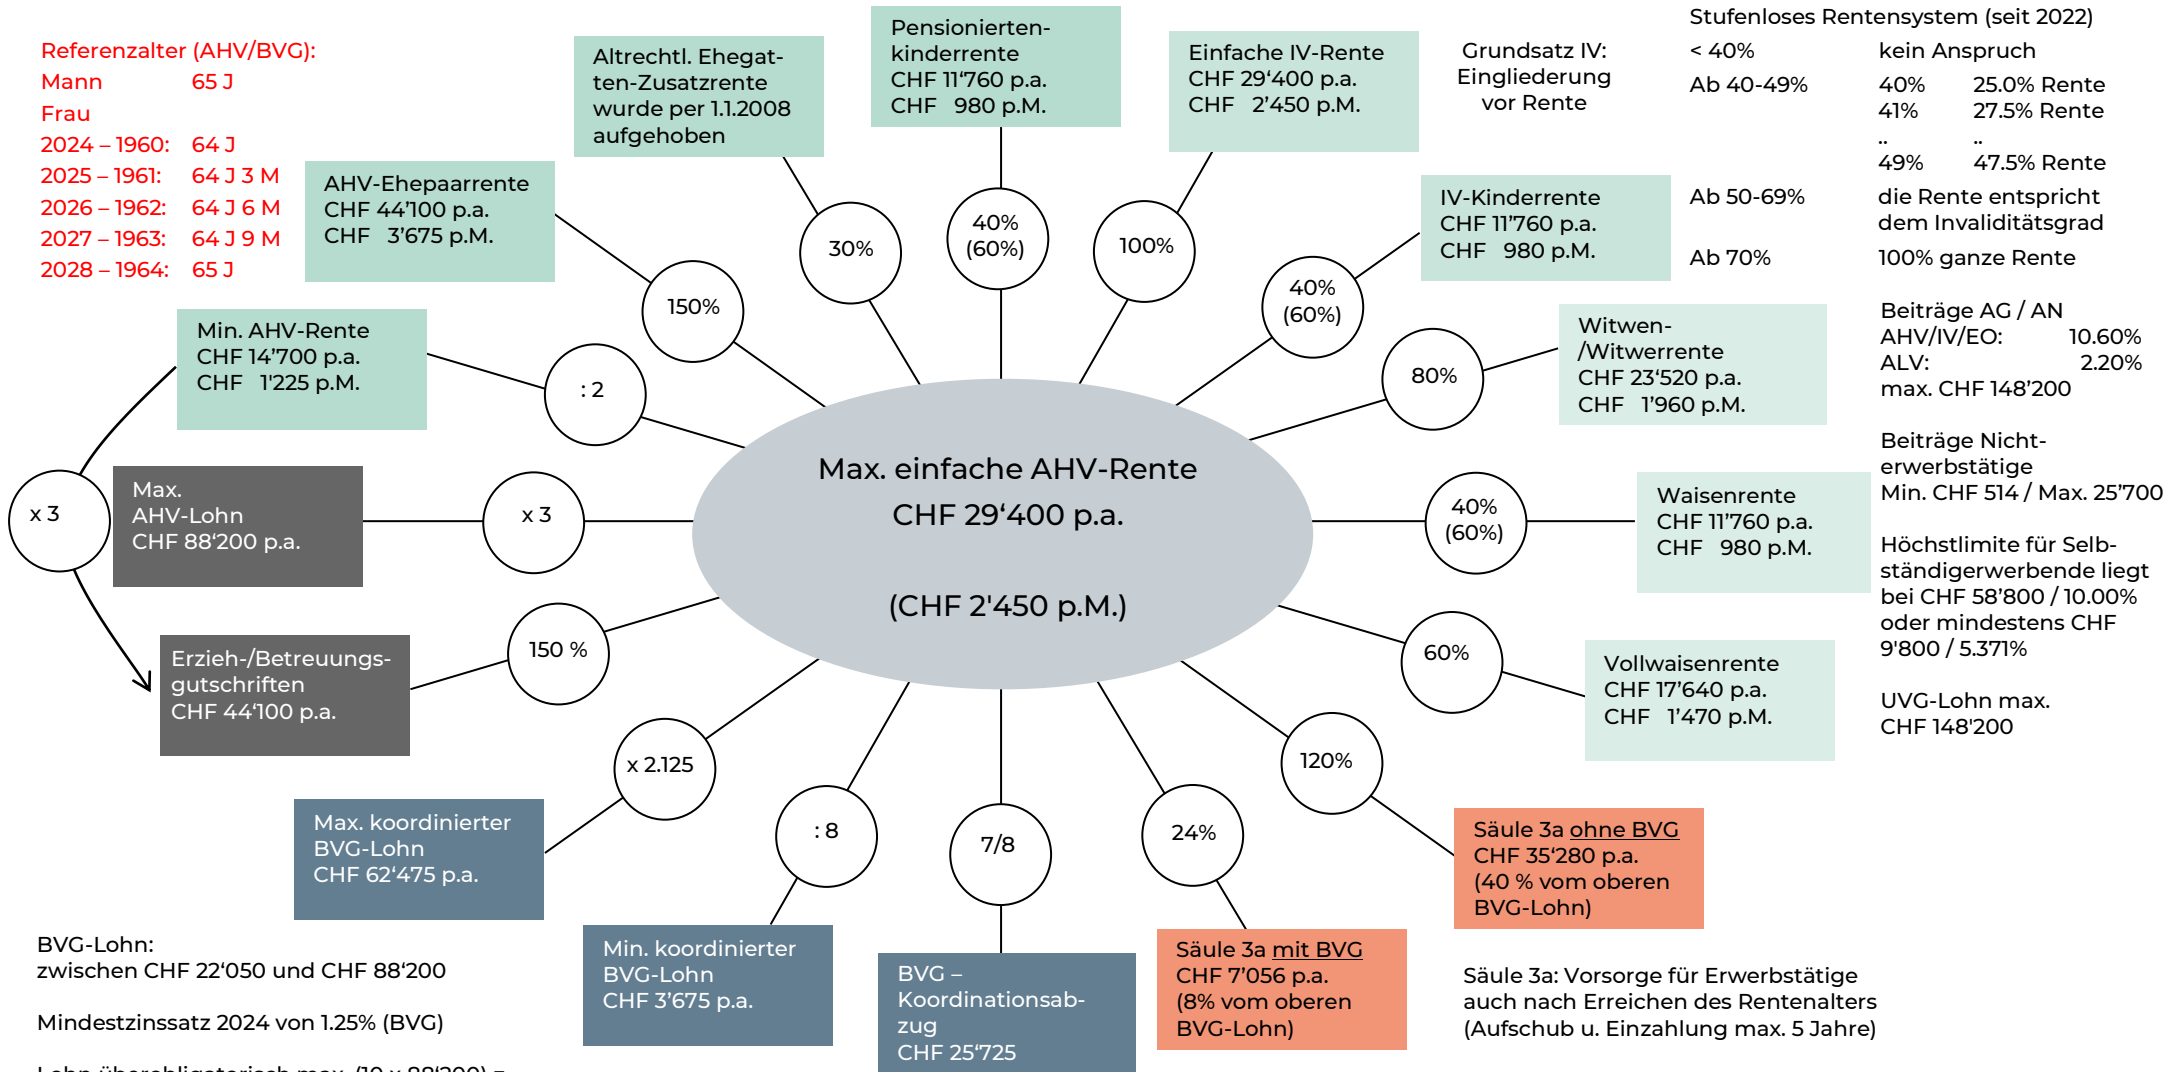 Referenzalter (AHV/BVG):
Mann 65 J
Frau
2024 – 1960: 64 J
2025 – 1961: 64 J 3 M
2026 – 1962: 64 J 6 M
2027 – 1963: 64 J 9 M
2028 – 1964: 65 J
Altrechtl. Ehegat-
ten-Zusatzrente
wurde per 1.1.2008
aufgehoben
30%
Pensionierten-
kinderrente
CHF 11‘760 p.a.
CHF 980 p.M.
40%
(60%)
Einfache IV-Rente
CHF 29‘400 p.a.
CHF 2‘450 p.M.
100%
Grundsatz IV:
Eingliederung
vor Rente
Stufenloses Rentensystem (seit 2022)
< 40% kein Anspruch
Ab 40-49% 40% 25.0% Rente
41% 27.5% Rente
.. ..
49% 47.5% Rente
Ab 50-69% die Rente entspricht
dem Invaliditätsgrad
Ab 70% 100% ganze Rente
AHV-Ehepaarrente
CHF 44’100 p.a.
CHF 3’675 p.M.
150%
IV-Kinderrente
CHF 11’760 p.a.
CHF 980 p.M.
40%
(60%)
Min. AHV-Rente
CHF 14’700 p.a.
CHF 1'225 p.M.
: 2
Witwen-
/Witwerrente
CHF 23‘520 p.a.
CHF 1’960 p.M.
80%
Beiträge AG / AN
AHV/IV/EO: 10.60%
ALV: 2.20%
max. CHF 148’200
Beiträge Nicht-
erwerbstätige
Min. CHF 514 / Max. 25’700
Höchstlimite für Selb-
ständigerwerbende liegt
bei CHF 58’800 / 10.00%
oder mindestens CHF
9'800 / 5.371%
UVG-Lohn max.
CHF 148'200
x 3
Max.
AHV-Lohn
CHF 88‘200 p.a.
x 3
Max. einfache AHV-Rente
CHF 29‘400 p.a.
(CHF 2'450 p.M.)
40%
(60%)
Waisenrente
CHF 11’760 p.a.
CHF 980 p.M.
Erzieh-/Betreuungs-
gutschriften
CHF 44‘100 p.a.
150 %
60%
Vollwaisenrente
CHF 17’640 p.a.
CHF 1’470 p.M.
x 2.125
Max. koordinierter
BVG-Lohn
CHF 62‘475 p.a.
: 8
Min. koordinierter
BVG-Lohn
CHF 3’675 p.a.
7/8
BVG –
Koordinationsab-
zug
CHF 25‘725
24%
Säule 3a mit BVG
CHF 7’056 p.a.
(8% vom oberen
BVG-Lohn)
120%
Säule 3a ohne BVG
CHF 35‘280 p.a.
(40 % vom oberen
BVG-Lohn)
BVG-Lohn:
zwischen CHF 22‘050 und CHF 88‘200
Mindestzinssatz 2024 von 1.25% (BVG)
Lohn überobligatorisch max. (10 x 88‘200) =
Säule 3a: Vorsorge für Erwerbstätige
auch nach Erreichen des Rentenalters
(Aufschub u. Einzahlung max. 5 Jahre)